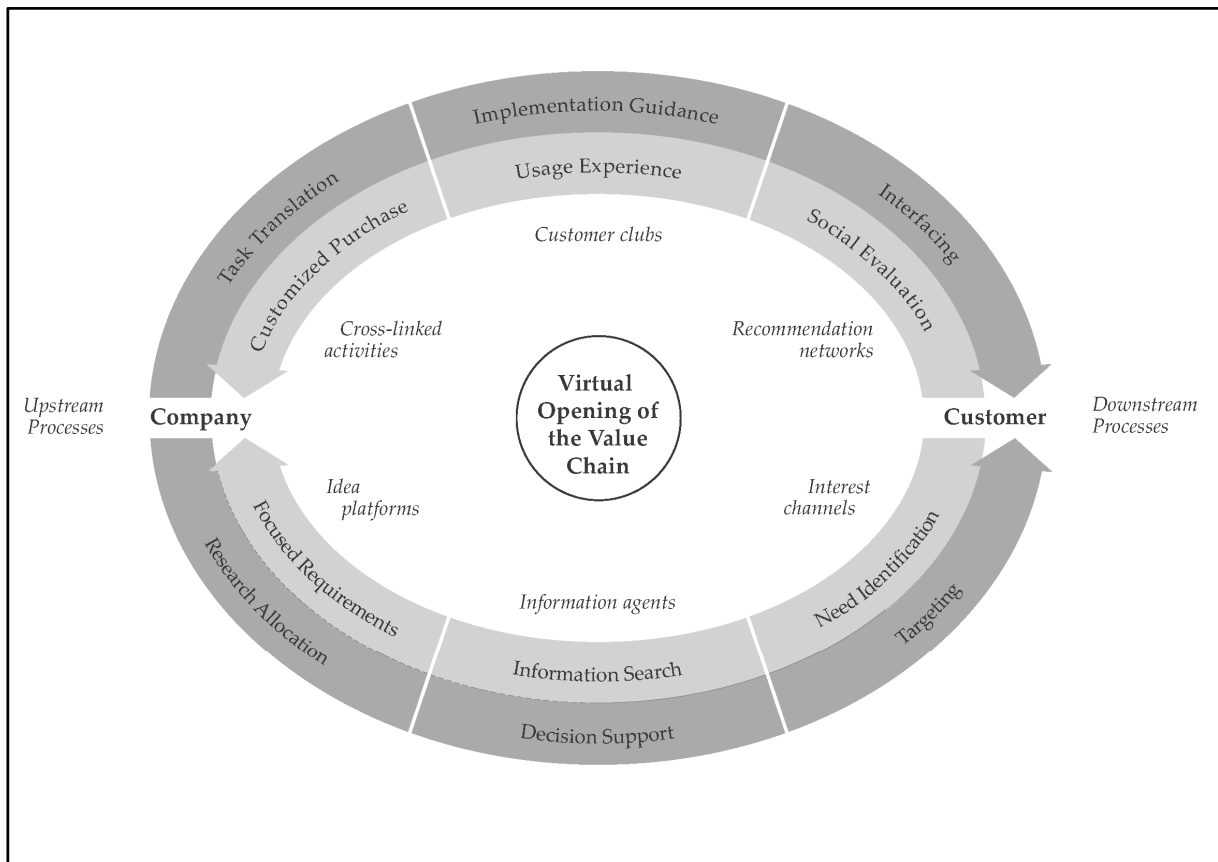 Implementation Guidance
Usage Experience
Task Translation
Customized Purchase
Interfacing
Social Evaluation
Customer clubs
Cross-linked
activities
Recommendation
networks
Virtual
Opening of
the Value
Chain
Upstream
Processes
Company
Customer
Downstream
Processes
Idea
platforms
Interest
channels
Focused Requirements
Research Allocation
Need Identification
Targeting
Information agents
Information Search
Decision Support